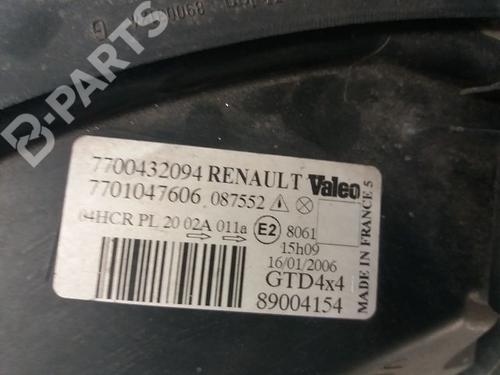 B-PARTS
7700432094 RENAULT Valeo
7701047606 087552
04HCR PL 20 02A 011a E2 8061
15h09
16/01/2006
GTD4x4
89004154
MADE IN FRANCE 5